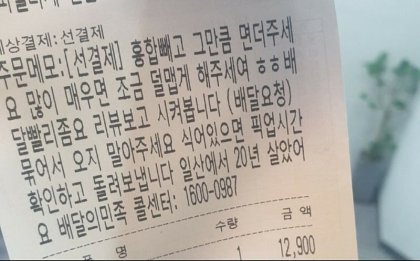 세상결제: 선결제
주문메모:[선결제] 홍합빼고 그만큼 면더주세
요 많이 매우면 조금 덜맵게 해주세여 ㅎㅎ배
달빨리좀요 리뷰보고 시켜봅니다 (배달요청)
묶어서 오지 말아주세요 식어있으면 픽업시간
확인하고 돌려보냅니다 일산에서 20년 살았어
요 배달의민족 콜센터: 1600-0987
품 명 수량 금 액
1 12,900